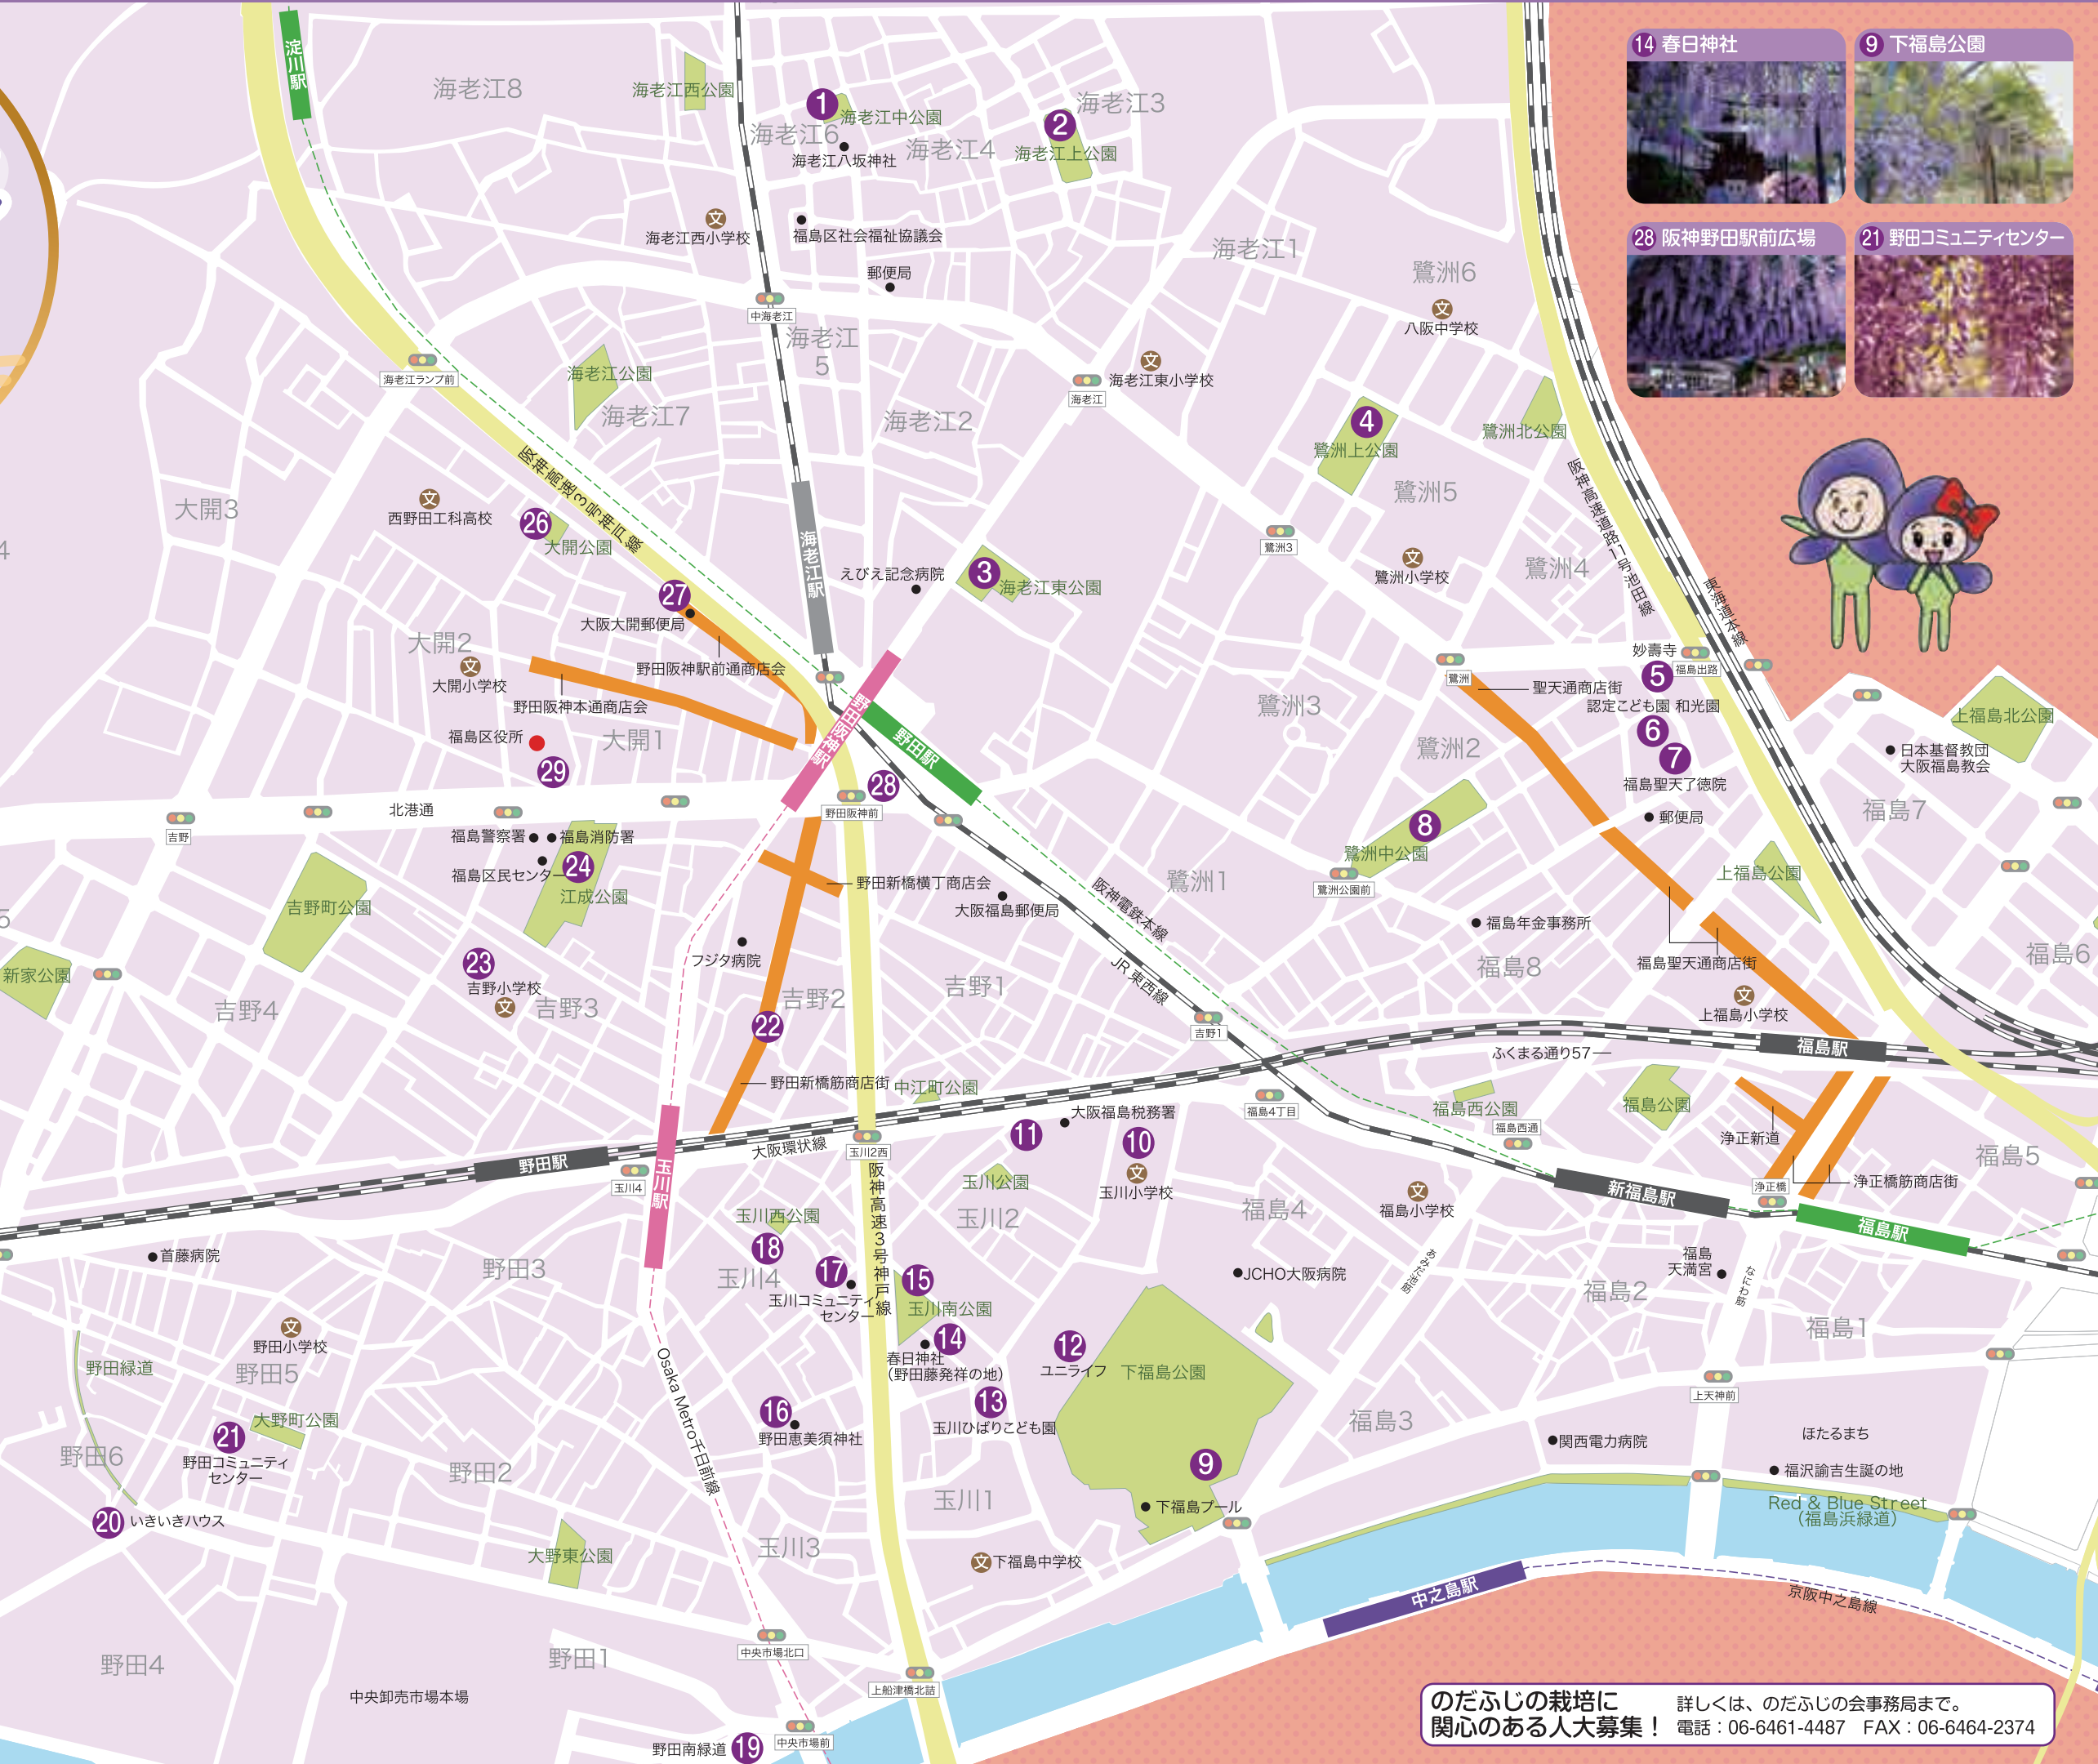 淀川駅
海老江8
海老江西公園
1
海老江中公園
海老江6
海老江八坂神社
海老江4
2
海老江3
海老江上公園
14 春日神社
9 下福島公園
28 阪神野田駅前広場
21 野田コミュニティセンター
文
海老江西小学校
福島区社会福祉協議会
郵便局
海老江1
鷺洲6
文
八阪中学校
中海老江
海老江
5
海老江ランプ前
海老江公園
海老江7
海老江2
文
海老江東小学校
海老江
4
鷺洲上公園
鷺洲北公園
鷺洲5
阪神高速3号神戸線
阪神高速道路11号池田線
東海道本線
大開3
文
西野田工科高校
26
大開公園
海老江駅
えびえ記念病院
3
海老江東公園
鷺洲3
文
鷺洲小学校
鷺洲4
27
大阪大開郵便局
野田阪神駅前通商店会
大開2
文
大開小学校
野田阪神本通商店会
福島区役所
大開1
29
野田阪神駅
野田駅
28
野田阪神前
鷺洲3
鷺洲
聖天通商店街
妙壽寺
福島出路
5
認定こども園 和光園
6
7
福島聖天了徳院
郵便局
鷺洲2
上福島北公園
日本基督教団
大阪福島教会
福島7
北港通
吉野
福島警察署
福島消防署
福島区民センター
24
江成公園
吉野町公園
野田新橋横丁商店会
大阪福島郵便局
8
鷺洲中公園
鷺洲公園前
鷺洲1
阪神電鉄本線
JR 東西線
上福島公園
福島年金事務所
福島聖天通商店街
福島8
福島6
新家公園
23
吉野小学校
文
吉野4
吉野3
フジタ病院
吉野2
22
吉野1
吉野1
文
上福島小学校
ふくまる通り57
福島駅
野田新橋筋商店街
中江町公園
大阪福島税務署
11
10
文
玉川小学校
福島4丁目
福島西公園
福島西通
福島公園
浄正新道
浄正橋
浄正橋筋商店街
福島5
野田駅
大阪環状線
玉川2西
玉川4
玉川駅
玉川公園
玉川2
福島4
文
福島小学校
新福島駅
福島駅
首藤病院
玉川西公園
18
玉川4
17
玉川コミュニティ
センター
阪神高速3号神戸線
15
玉川南公園
14
春日神社
(野田藤発祥の地)
JCHO大阪病院
あみだ池筋
福島
天満宮
なにわ筋
福島2
福島1
野田3
文
野田小学校
野田緑道
野田5
大野町公園
21
野田コミュニティ
センター
野田6
20
いきいきハウス
Osaka Metro千日前線
16
野田恵美須神社
13
玉川ひばりこども園
12
ユニライフ
下福島公園
9
下福島プール
福島3
上天神前
関西電力病院
ほたるまち
福沢諭吉生誕の地
Red & Blue Street
(福島浜緑道)
野田2
玉川1
大野東公園
玉川3
文
下福島中学校
中之島駅
京阪中之島線
野田4
野田1
中央市場北口
上船津橋北詰
中央卸売市場本場
野田南緑道
19
中央市場前
のだふじの栽培に
関心のある人大募集！
詳しくは、のだふじの会事務局まで。
電話：06-6461-4487 FAX：06-6464-2374